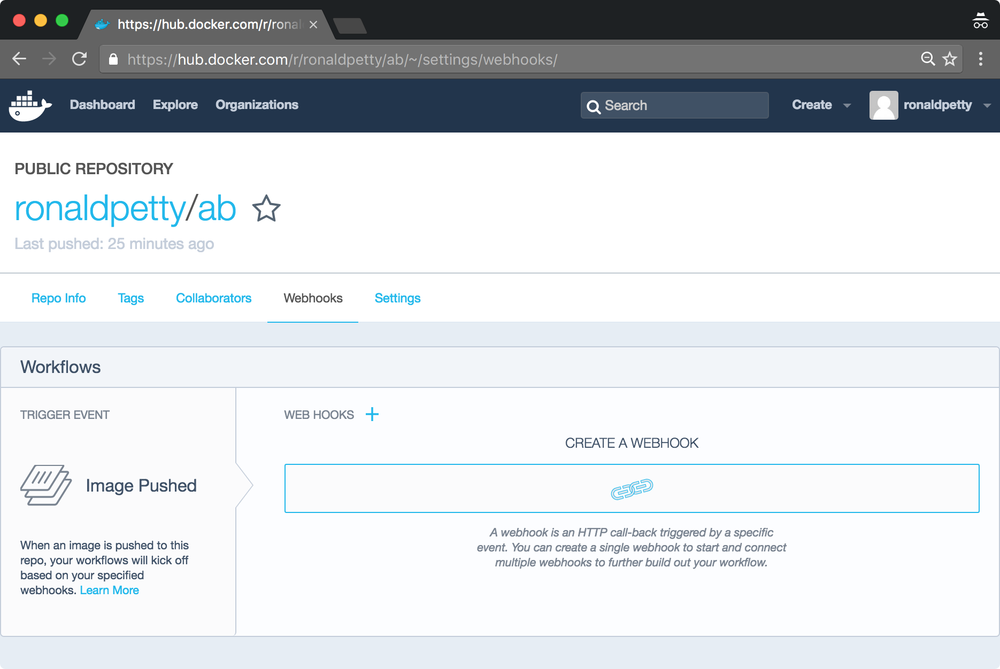 https://hub.docker.com/r/ronal
https://hub.docker.com/r/ronaldpetty/ab/~/settings/webhooks/
Dashboard Explore Organizations Search Create ronaldpetty
PUBLIC REPOSITORY
ronaldpetty/ab
Last pushed: 25 minutes ago
Repo Info Tags Collaborators Webhooks Settings
Workflows
TRIGGER EVENT
Image Pushed
When an image is pushed to this
repo, your workflows will kick off
based on your specified
webhooks. Learn More
WEB HOOKS +
CREATE A WEBHOOK
A webhook is an HTTP call-back triggered by a specific
event. You can create a single webhook to start and connect
multiple webhooks to further build out your workflow.